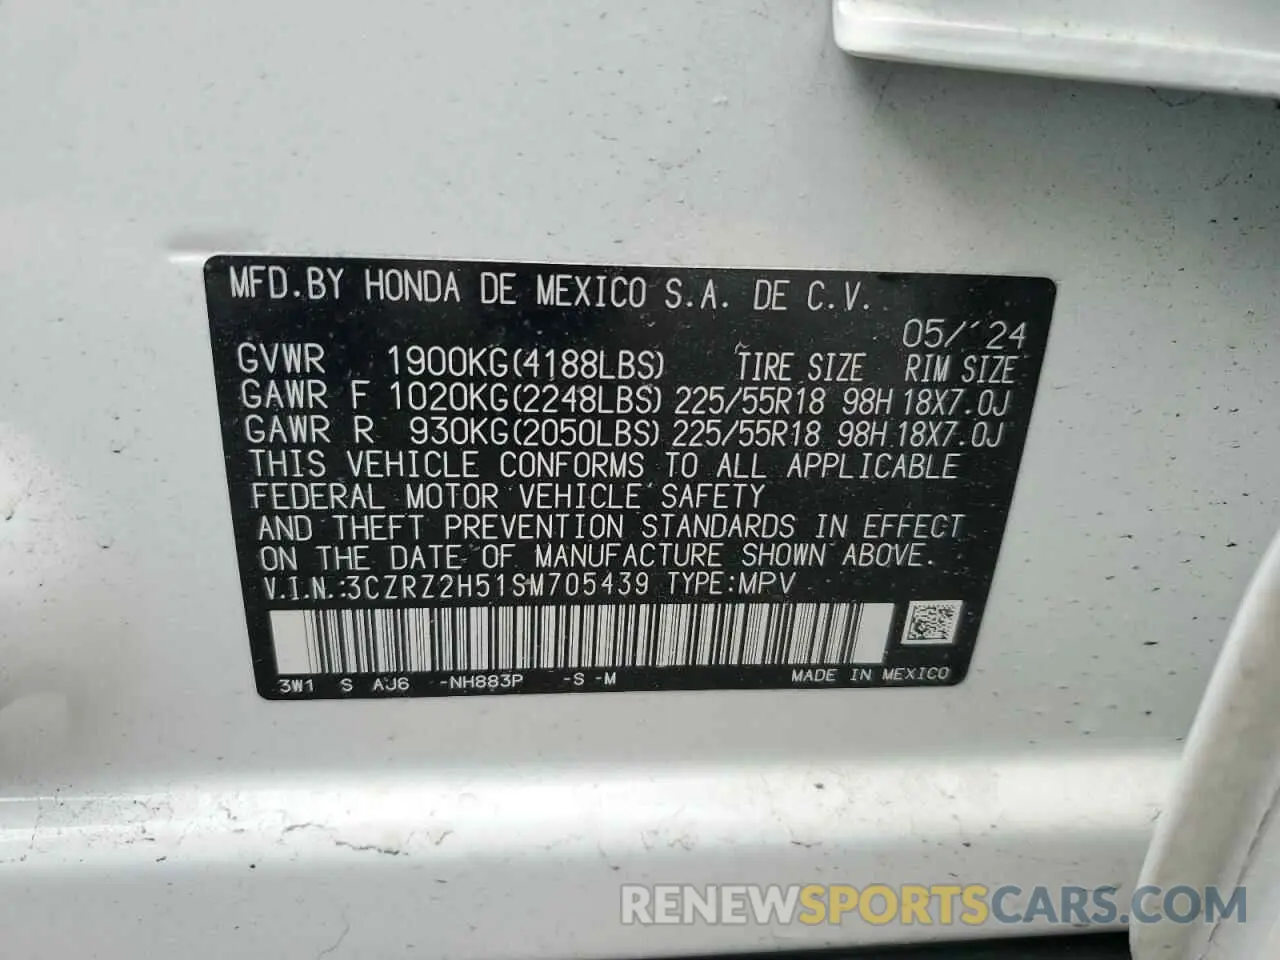 MFD.BY HONDA DE MEXICO S.A. DE C.V.
05/'24
GVWR 1900KG(4188LBS) TIRE SIZE RIM SIZE
GAWR F 1020KG(2248LBS) 225/55R18 98H 18X7.0J
GAWR R 930KG(2050LBS) 225/55R18 98H 18X7.0J
THIS VEHICLE CONFORMS TO ALL APPLICABLE
FEDERAL MOTOR VEHICLE SAFETY
AND THEFT PREVENTION STANDARDS IN EFFECT
ON THE DATE OF MANUFACTURE SHOWN ABOVE.
V.I.N.:3CZRZ2H51SM705439 TYPE:MPV
3W1 S AJ6 -NH883P -S -M MADE IN MEXICO
RENEWSPORTSCARS.COM